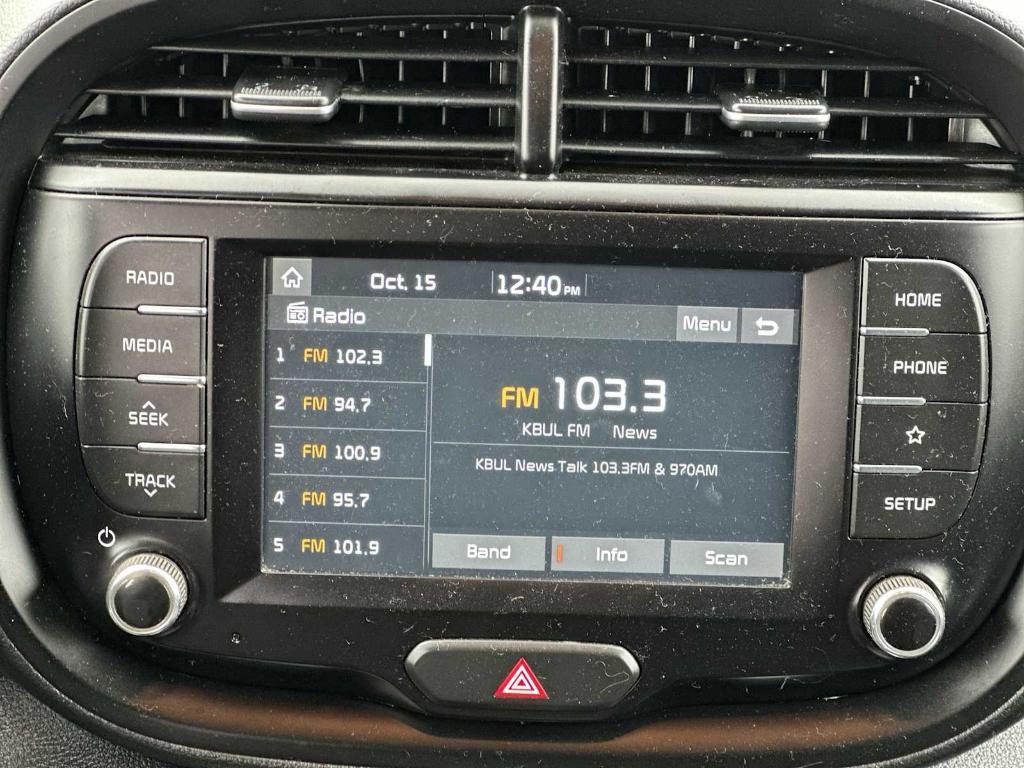 Oct. 15 12:40 PM
Radio Menu
1 FM 102.3
2 FM 94.7
3 FM 100.9
4 FM 95.7
5 FM 101.9
FM 103.3
KBUL FM News
KBUL News Talk 103.3FM & 970AM
Band Info Scan
RADIO
MEDIA
SEEK
TRACK
HOME
PHONE
SETUP